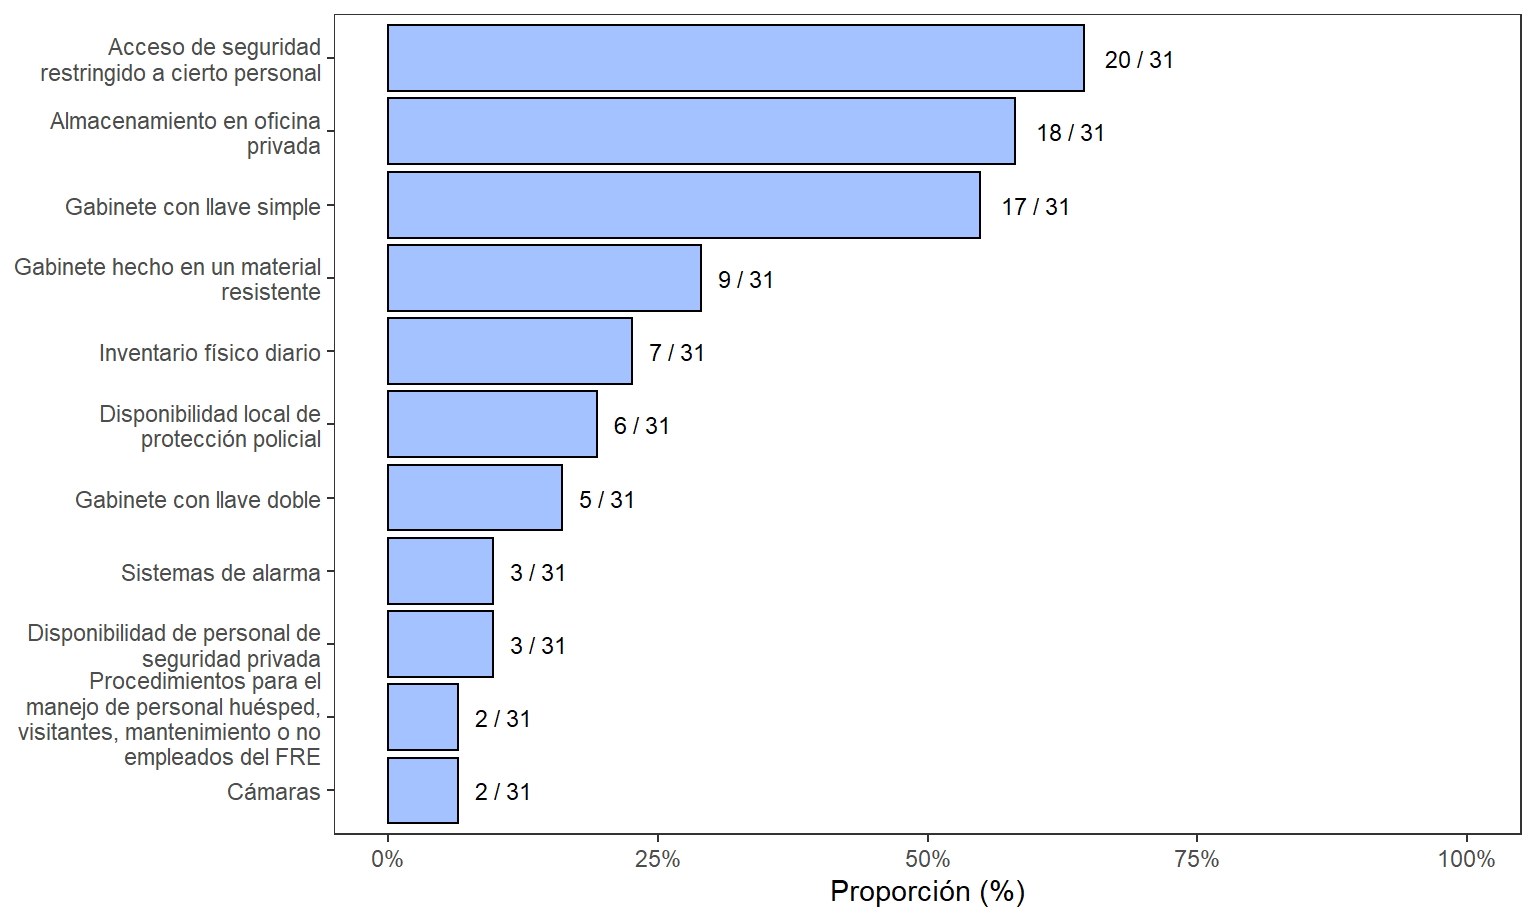 Acceso de seguridad
restringido a cierto personal
20 / 31
Almacenamiento en oficina
privada
18 / 31
Gabinete con llave simple
17 / 31
Gabinete hecho en un material
resistente
9 / 31
Inventario físico diario
7 / 31
Disponibilidad local de
protección policial
6 / 31
Gabinete con llave doble
5 / 31
Sistemas de alarma
3 / 31
Disponibilidad de personal de
seguridad privada
3 / 31
Procedimientos para el
manejo de personal huésped,
visitantes, mantenimiento o no
empleados del FRE
2 / 31
Cámaras
2 / 31
0% 25% 50% 75% 100%
Proporción (%)